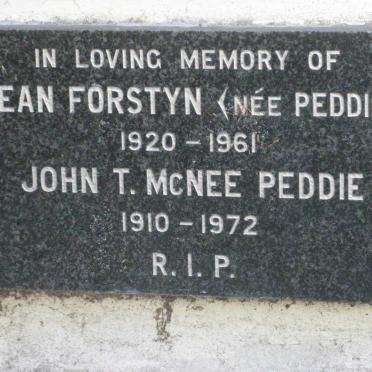 IN LOVING MEMORY OF
EAN FORSTYN (NÉE PEDDI
1920 - 1961
JOHN T. McNEE PEDDIE
1910 - 1972
R. I. P.